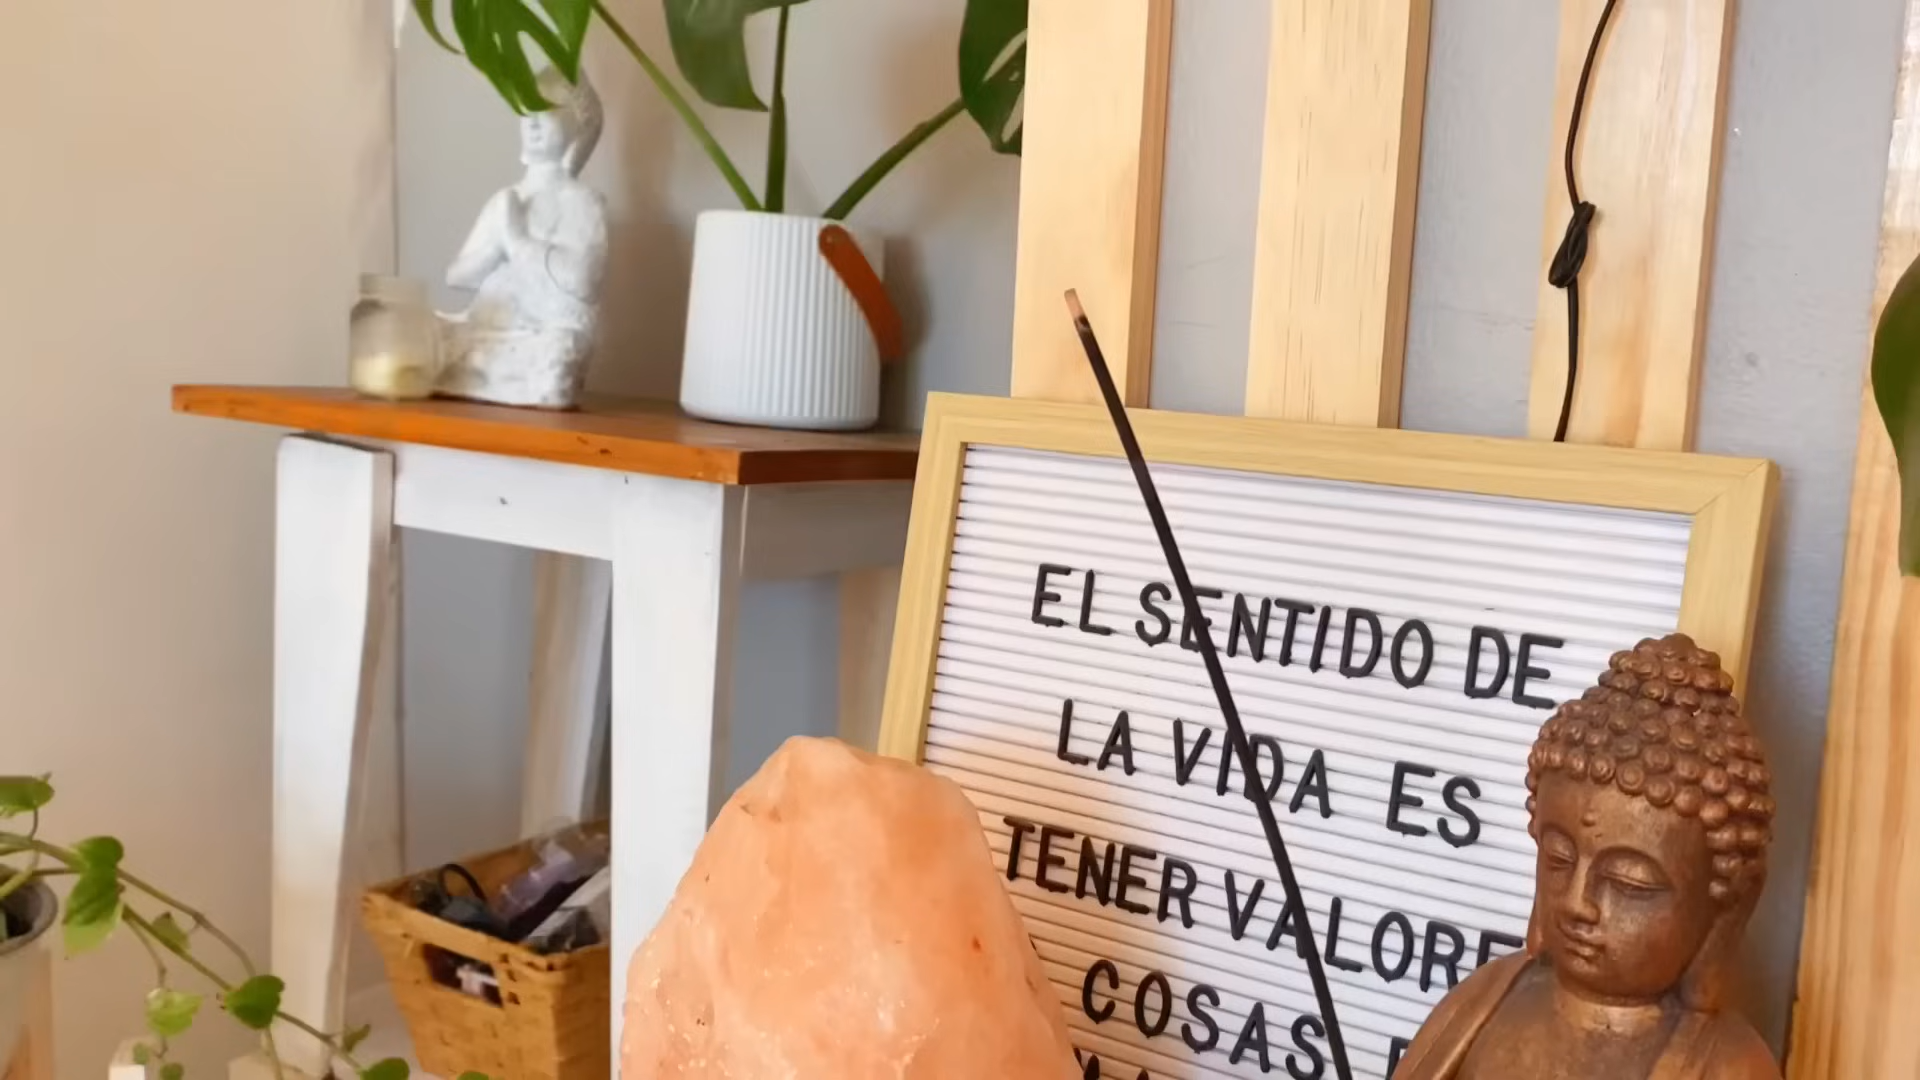 EL SENTIDO DE
LA VIDA ES
TENER VALORE
COSAS